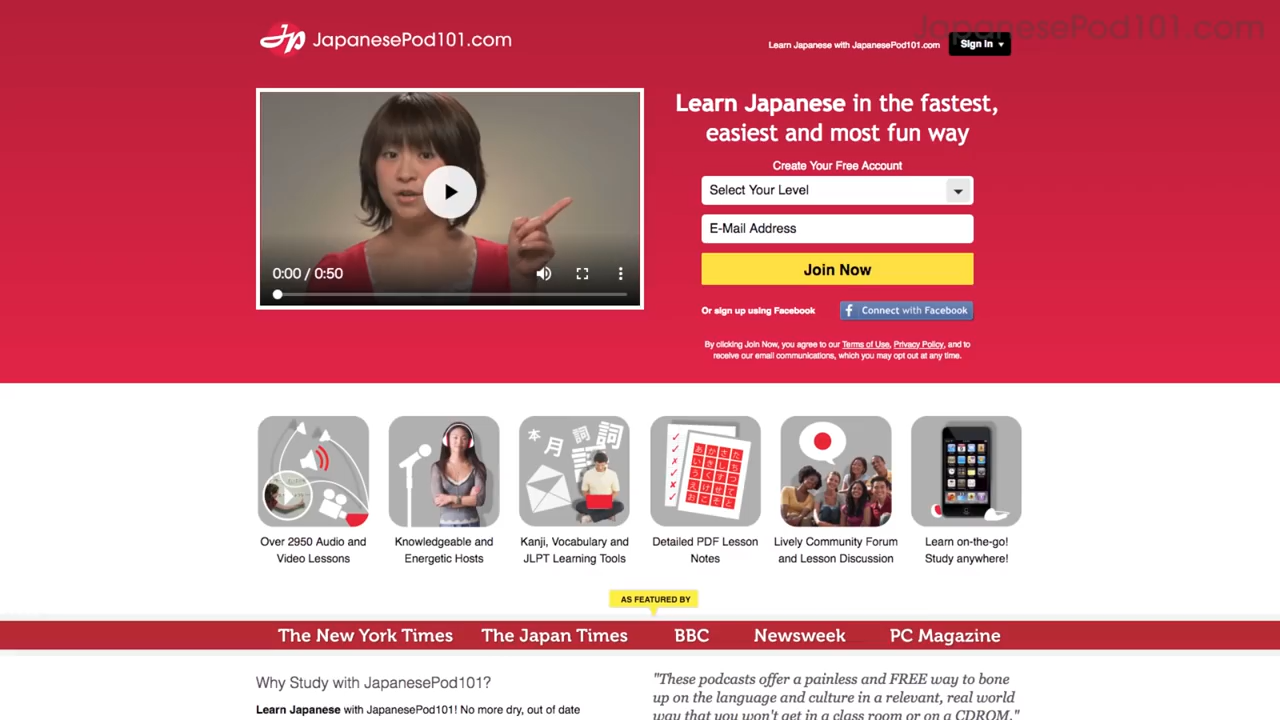 JapanesePod101.com
JapanesePod101.com
Learn Japanese with JapanesePod101.com
Sign In
Learn Japanese in the fastest,
easiest and most fun way
Create Your Free Account
Select Your Level
E-Mail Address
Join Now
0:00 / 0:50
Or sign up using Facebook
Connect with Facebook
By clicking Join Now, you agree to our Terms of Use, Privacy Policy, and to
receive our email communications, which you may opt out at any time.
本
月
詞
詞
Over 2950 Audio and
Video Lessons
Knowledgeable and
Energetic Hosts
Kanji, Vocabulary and
JLPT Learning Tools
Detailed PDF Lesson
Notes
Lively Community Forum
and Lesson Discussion
Learn on-the-go!
Study anywhere!
AS FEATURED BY
The New York Times
The Japan Times
BBC
Newsweek
PC Magazine
Why Study with JapanesePod101?
Learn Japanese with JapanesePod101! No more dry, out of date
"These podcasts offer a painless and FREE way to bone
up on the language and culture in a relevant, real world
way that you won't get in a class room or on a CDROM."